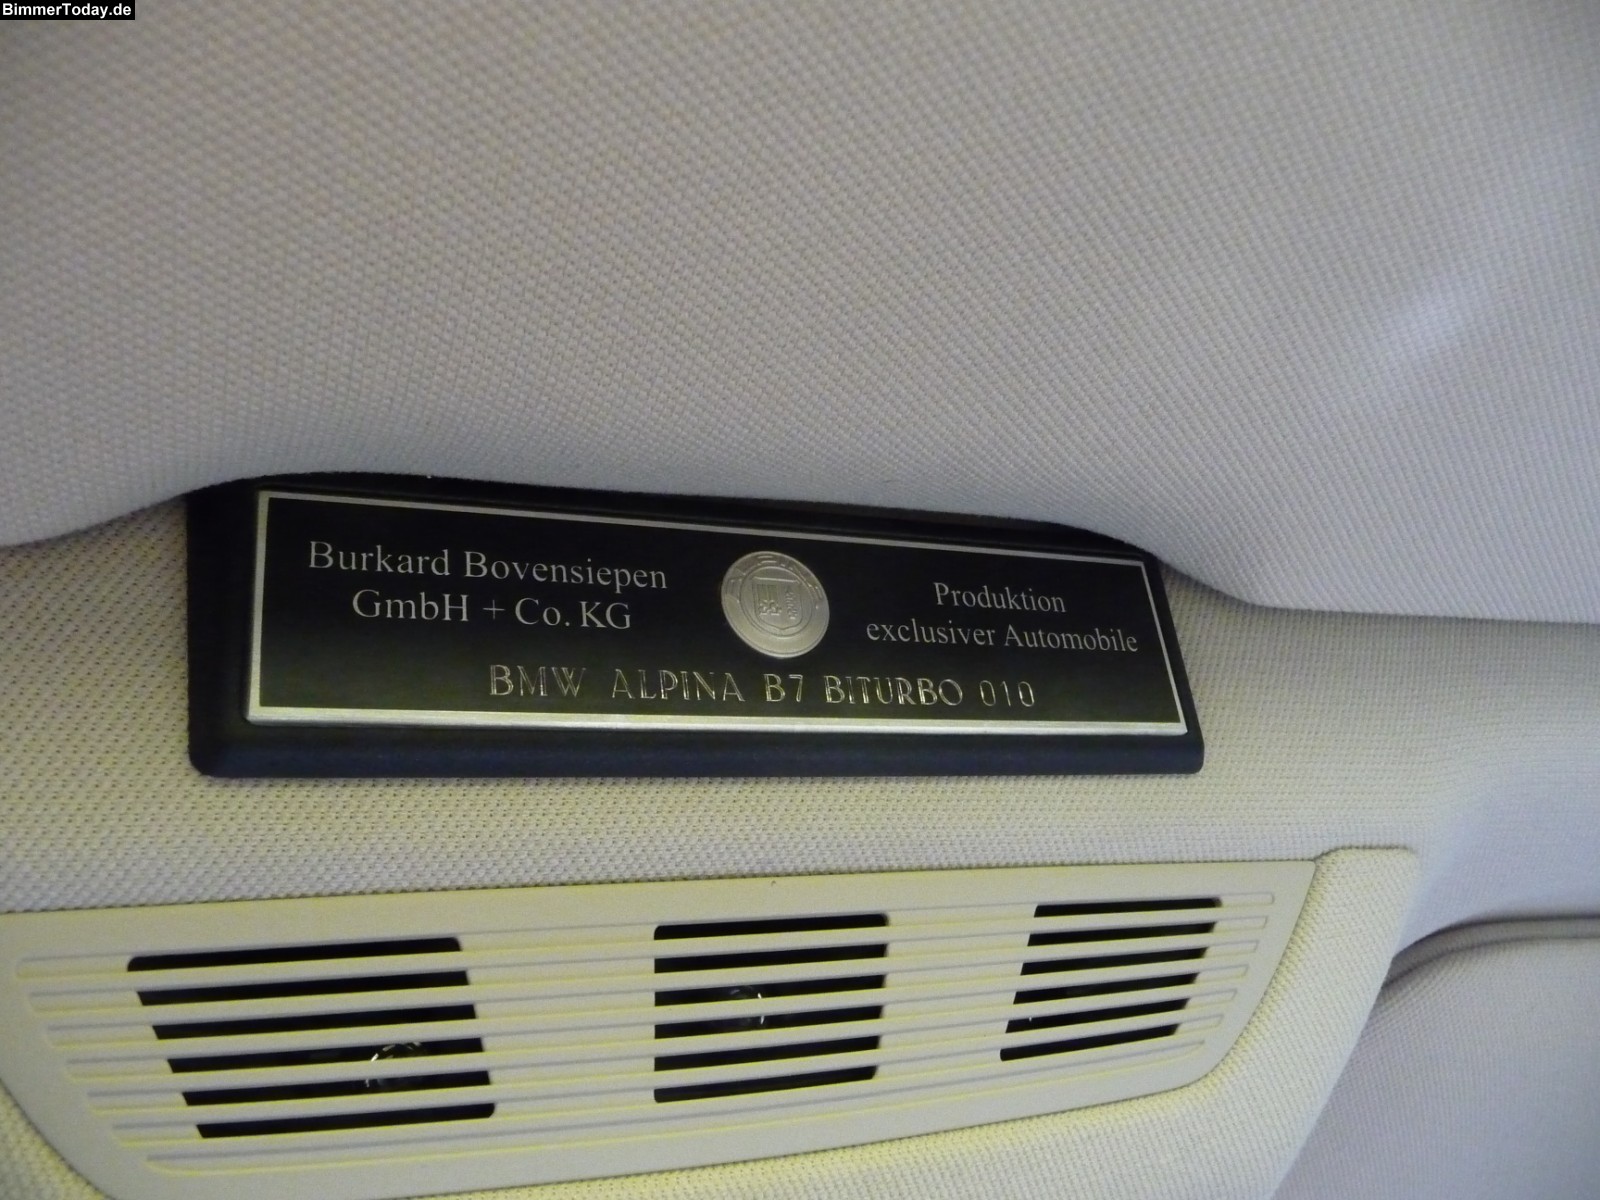 BimmerToday.de
Burkard Bovensiepen
GmbH + Co. KG
Produktion
exclusiver Automobile
BMW ALPINA B7 BITURBO 010